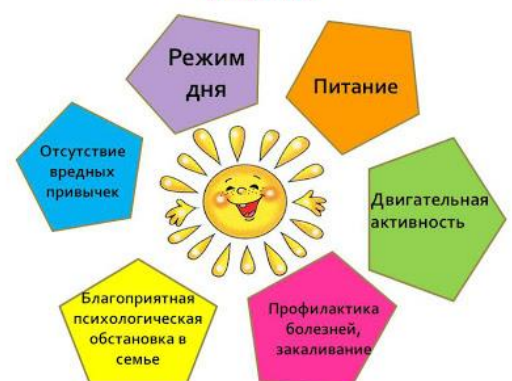 Режим
дня
Питание
Отсутствие
вредных
привычек
Двигательная
активность
Благоприятная
психологическая
обстановка в
семье
Профилактика
болезней,
закаливание